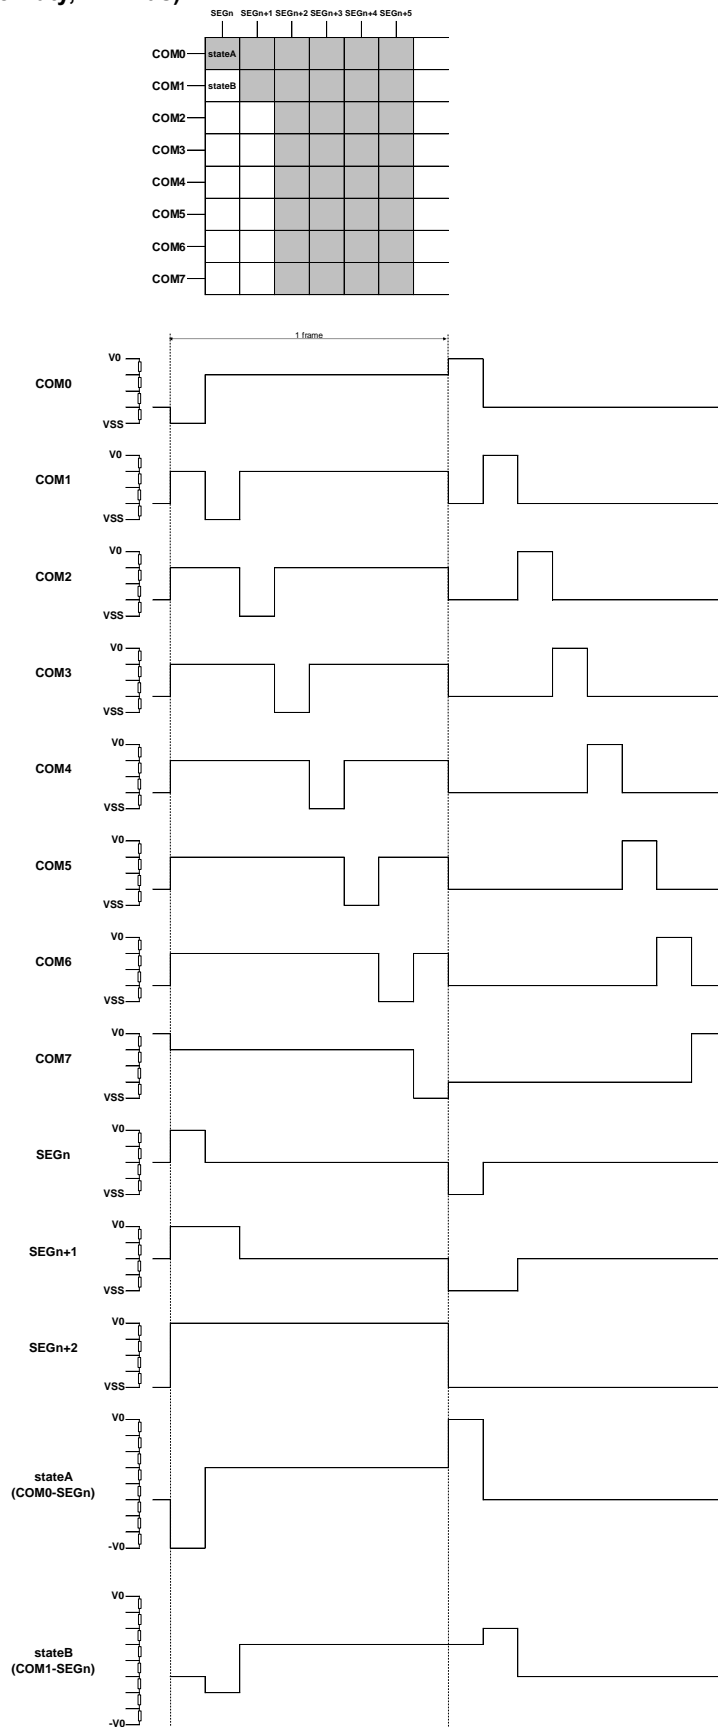 SEGn SEGn+1 SEGn+2 SEGn+3 SEGn+4 SEGn+5
COM0 stateA
COM1 stateB
COM2
COM3
COM4
COM5
COM6
COM7
1 frame
V0
COM0
VSS
V0
COM1
VSS
V0
COM2
VSS
V0
COM3
VSS
V0
COM4
VSS
V0
COM5
VSS
V0
COM6
VSS
V0
COM7
VSS
V0
SEGn
VSS
V0
SEGn+1
VSS
V0
SEGn+2
VSS
V0
stateA
(COM0-SEGn)
-V0
V0
stateB
(COM1-SEGn)
-V0